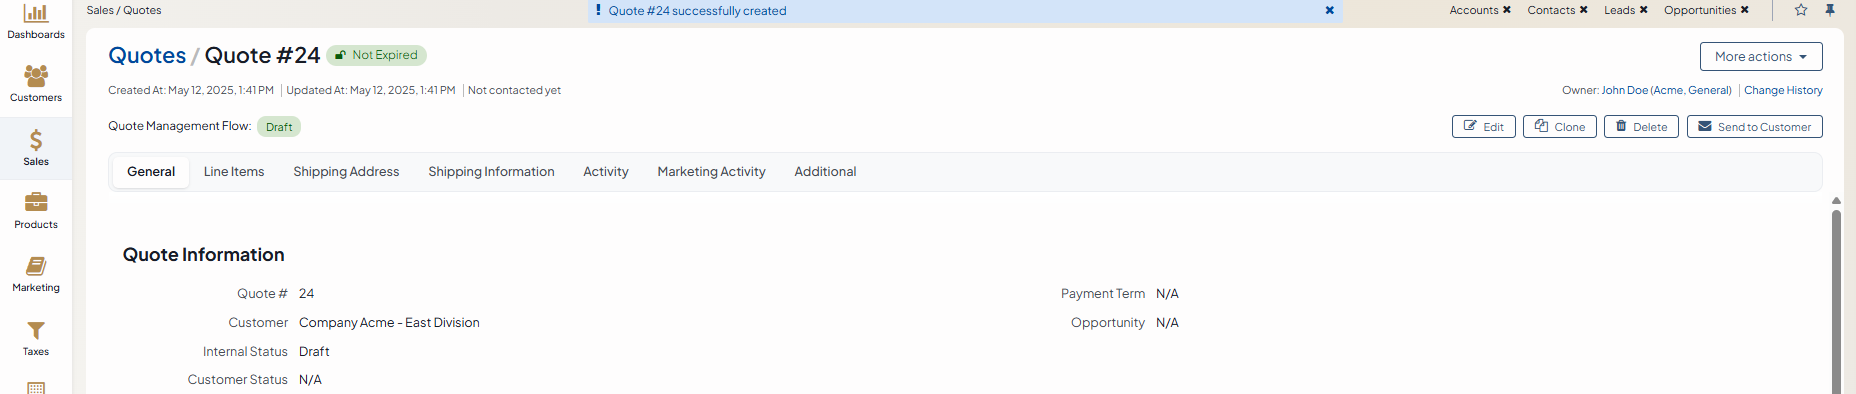 Sales / Quotes
! Quote #24 successfully created ✖
Accounts ✖ Contacts ✖ Leads ✖ Opportunities ✖
Dashboards
Customers
Sales
Products
Marketing
Taxes
Quotes / Quote #24 Not Expired
More actions
Created At: May 12, 2025, 1:41 PM | Updated At: May 12, 2025, 1:41 PM | Not contacted yet
Owner: John Doe (Acme, General) | Change History
Quote Management Flow: Draft
Edit Clone Delete Send to Customer
General Line Items Shipping Address Shipping Information Activity Marketing Activity Additional
Quote Information
Quote # 24
Customer Company Acme - East Division
Internal Status Draft
Customer Status N/A
Payment Term N/A
Opportunity N/A